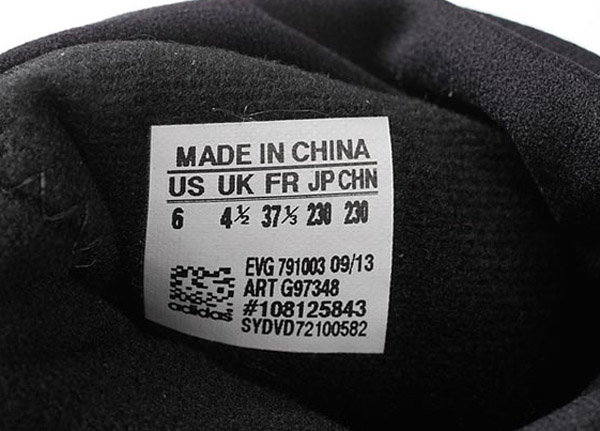 MADE IN CHINA
US UK FR JP CHN
6 4½ 37⅓ 230 230
EVG 791003 09/13
ART G97348
#108125843
adidas
SYDVD72100582